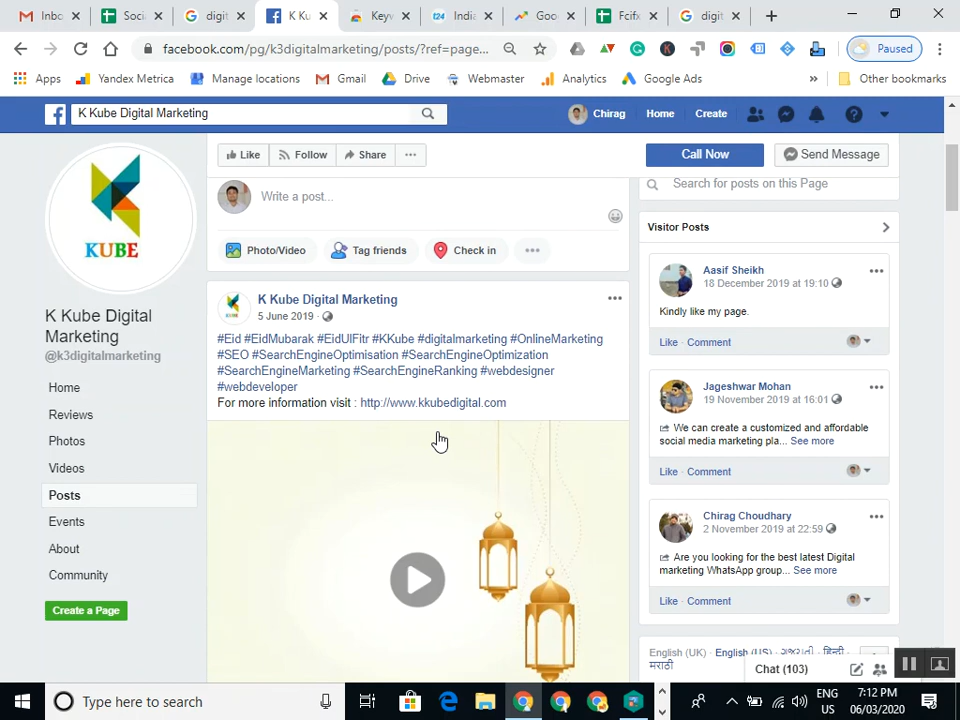 Inbo
Soci
digit
K Ku
Keyv
India
Goo
Fcifx
digit
facebook.com/pg/k3digitalmarketing/posts/?ref=page...
Paused
Apps
Yandex Metrica
Manage locations
Gmail
Drive
Webmaster
Analytics
Google Ads
»
Other bookmarks
K Kube Digital Marketing
Chirag
Home
Create
Like
Follow
Share
Call Now
Send Message
Write a post...
Search for posts on this Page
Photo/Video
Tag friends
Check in
Visitor Posts
KUBE
K Kube Digital
Marketing
@k3digitalmarketing
Home
Reviews
Photos
Videos
Posts
Events
About
Community
Create a Page
K Kube Digital Marketing
5 June 2019
#Eid #EidMubarak #EidUlFitr #KKube #digitalmarketing #OnlineMarketing
#SEO #SearchEngineOptimisation #SearchEngineOptimization
#SearchEngineMarketing #SearchEngineRanking #webdesigner
#webdeveloper
For more information visit : http://www.kkubedigital.com
Aasif Sheikh
18 December 2019 at 19:10
Kindly like my page.
Like · Comment
Jageshwar Mohan
19 November 2019 at 16:01
We can create a customized and affordable
social media marketing pla... See more
Like · Comment
Chirag Choudhary
2 November 2019 at 22:59
Are you looking for the best latest Digital
marketing WhatsApp group... See more
Like · Comment
English (UK) · English (US) · ગુજરાતી · हिन्दी ·
मराठी
Chat (103)
Type here to search
ENG
US
7:12 PM
06/03/2020